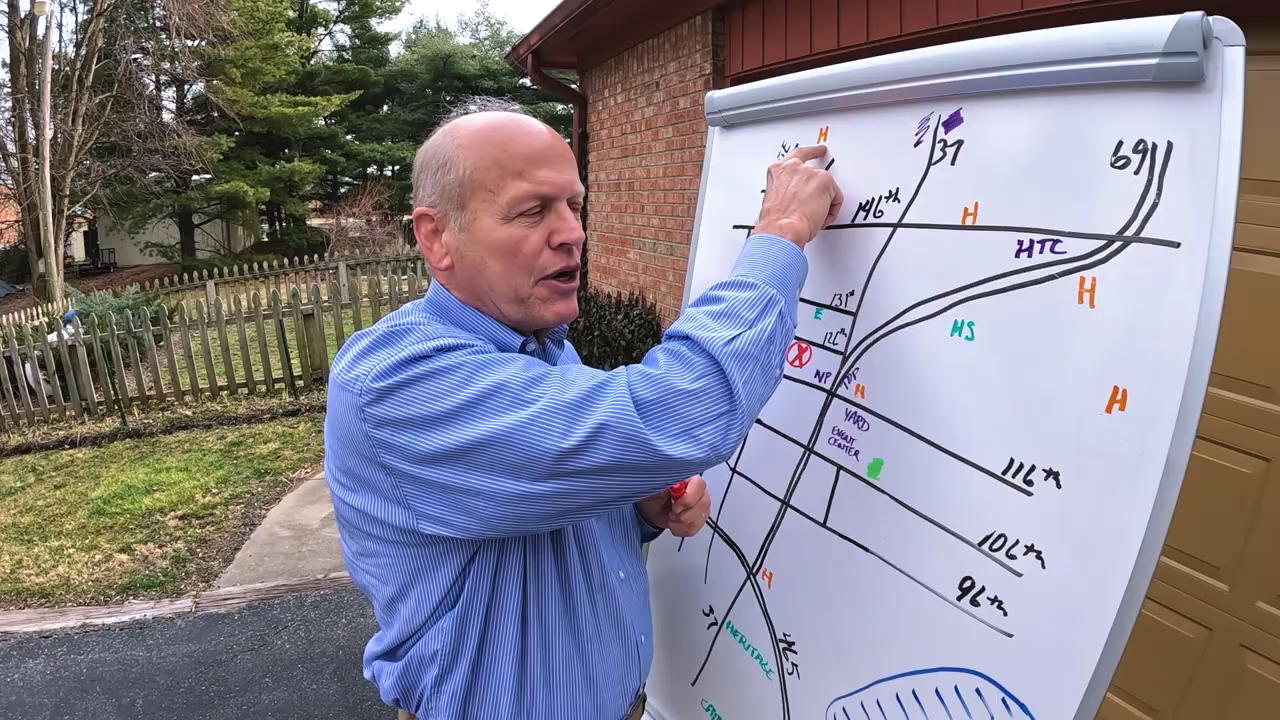 H
37
69
146th
H
HTC
H
131st
E
HS
126th
X
NP
H
H
YARD
EVENT
CENTER
116th
106th
96th
H
37
HERITAGE
465